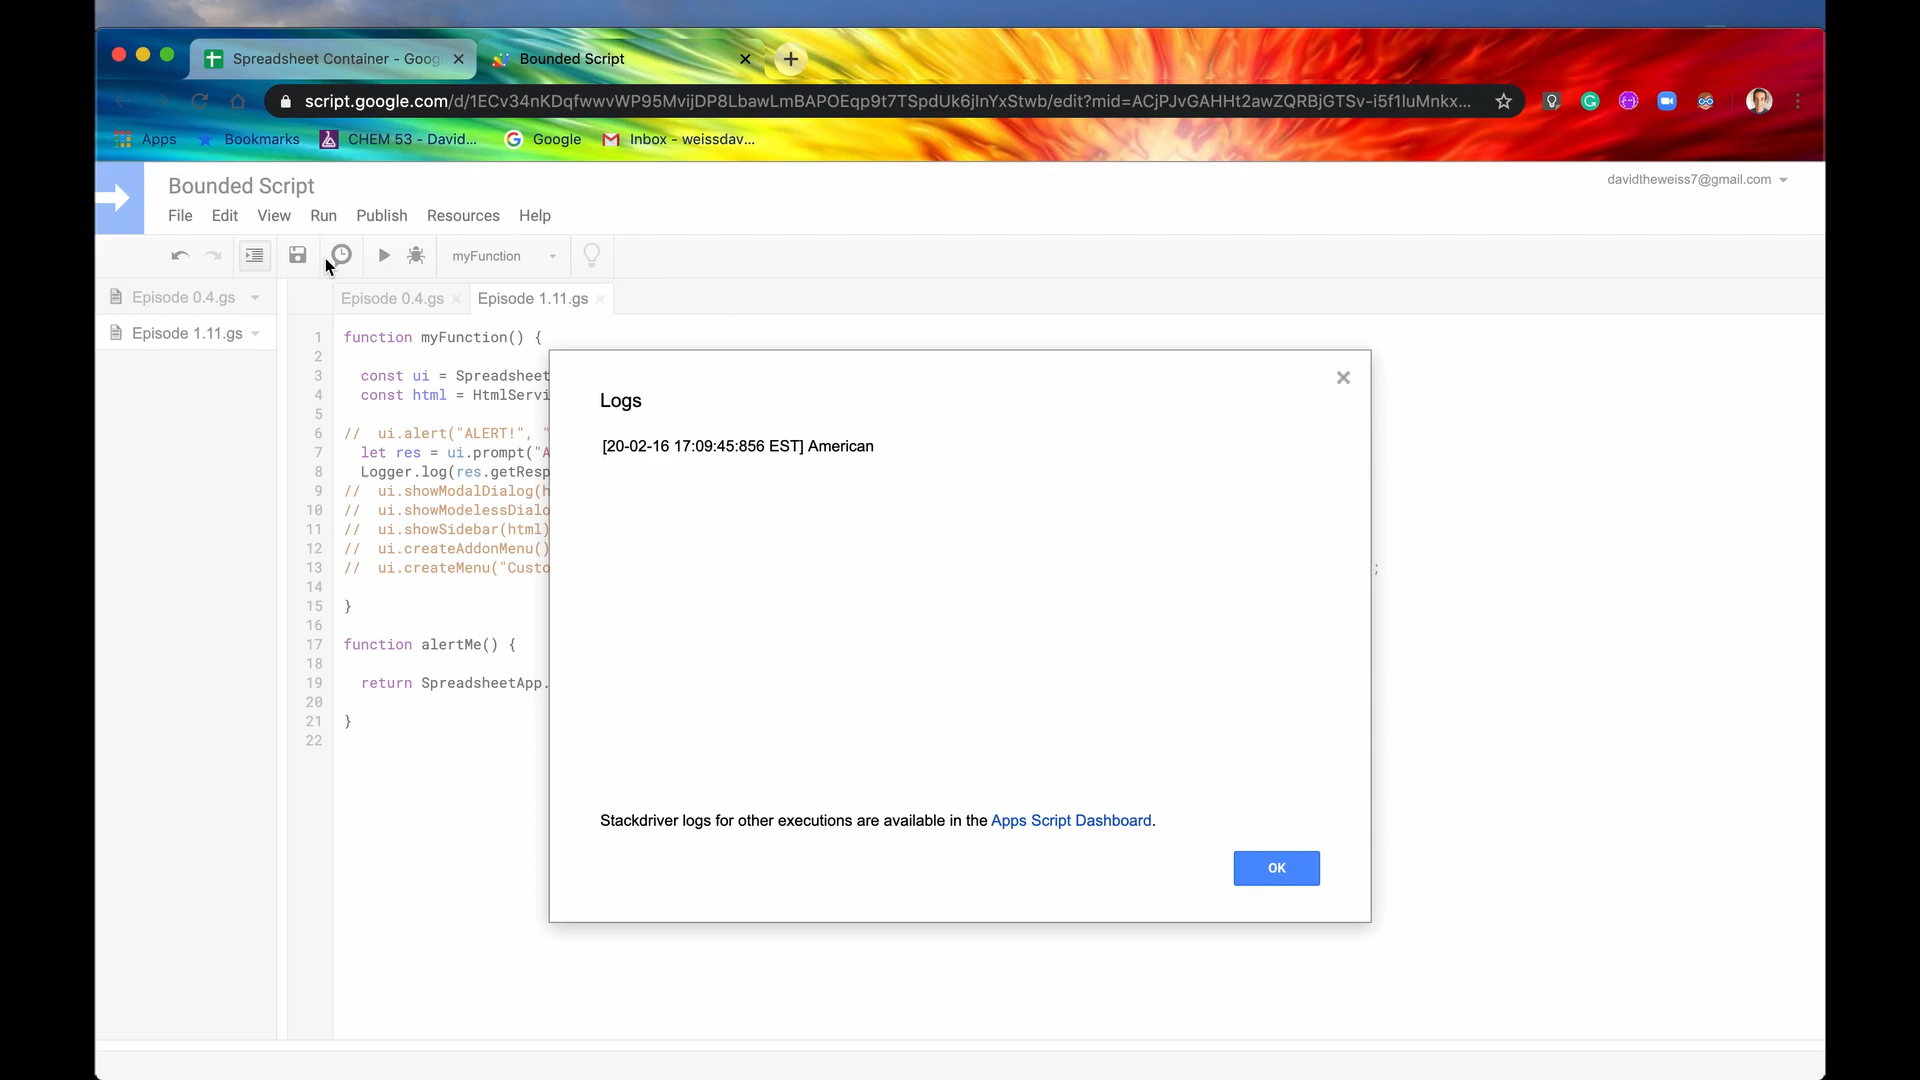 Spreadsheet Container - Goog
Bounded Script
script.google.com/d/1ECv34nKDqfwwvWP95MvijDP8LbawLmBAPOEqp9t7TSpdUk6jlnYxStwb/edit?mid=ACjPJvGAHHt2awZQRBjGTSv-i5f1luMnkx...
Apps
Bookmarks
CHEM 53 - David...
Google
Inbox - weissdav...
Bounded Script
davidtheweiss7@gmail.com
File Edit View Run Publish Resources Help
myFunction
Episode 0.4.gs
Episode 1.11.gs
Episode 0.4.gs
Episode 1.11.gs
1 function myFunction() {
2
3 const ui = Spreadsheet
4 const html = HtmlServi
5
6 // ui.alert("ALERT!", "
7 let res = ui.prompt("A
8 Logger.log(res.getResp
9 // ui.showModalDialog(h
10 // ui.showModelessDialo
11 // ui.showSidebar(html)
12 // ui.createAddonMenu()
13 // ui.createMenu("Custo ;
14
15 }
16
17 function alertMe() {
18
19 return SpreadsheetApp.
20
21 }
22
Logs
[20-02-16 17:09:45:856 EST] American
Stackdriver logs for other executions are available in the Apps Script Dashboard.
OK